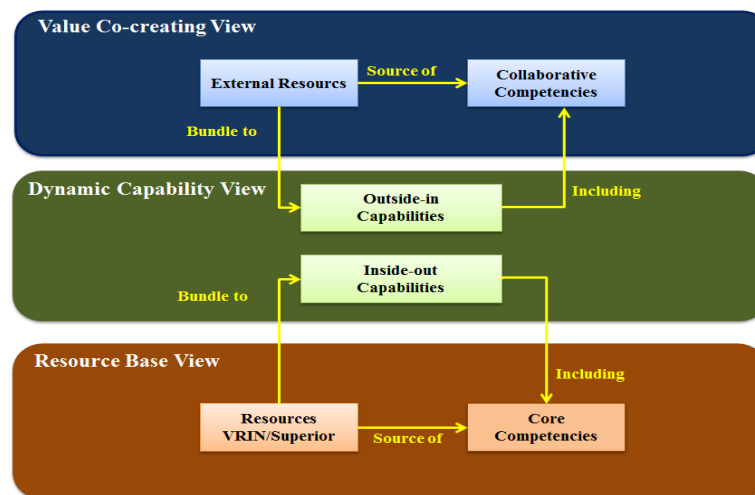 Value Co-creating View
External Resourcs
Source of
Collaborative
Competencies
Bundle to
Dynamic Capability View
Outside-in
Capabilities
Including
Inside-out
Capabilities
Bundle to
Resource Base View
Including
Resources
VRIN/Superior
Source of
Core
Competencies